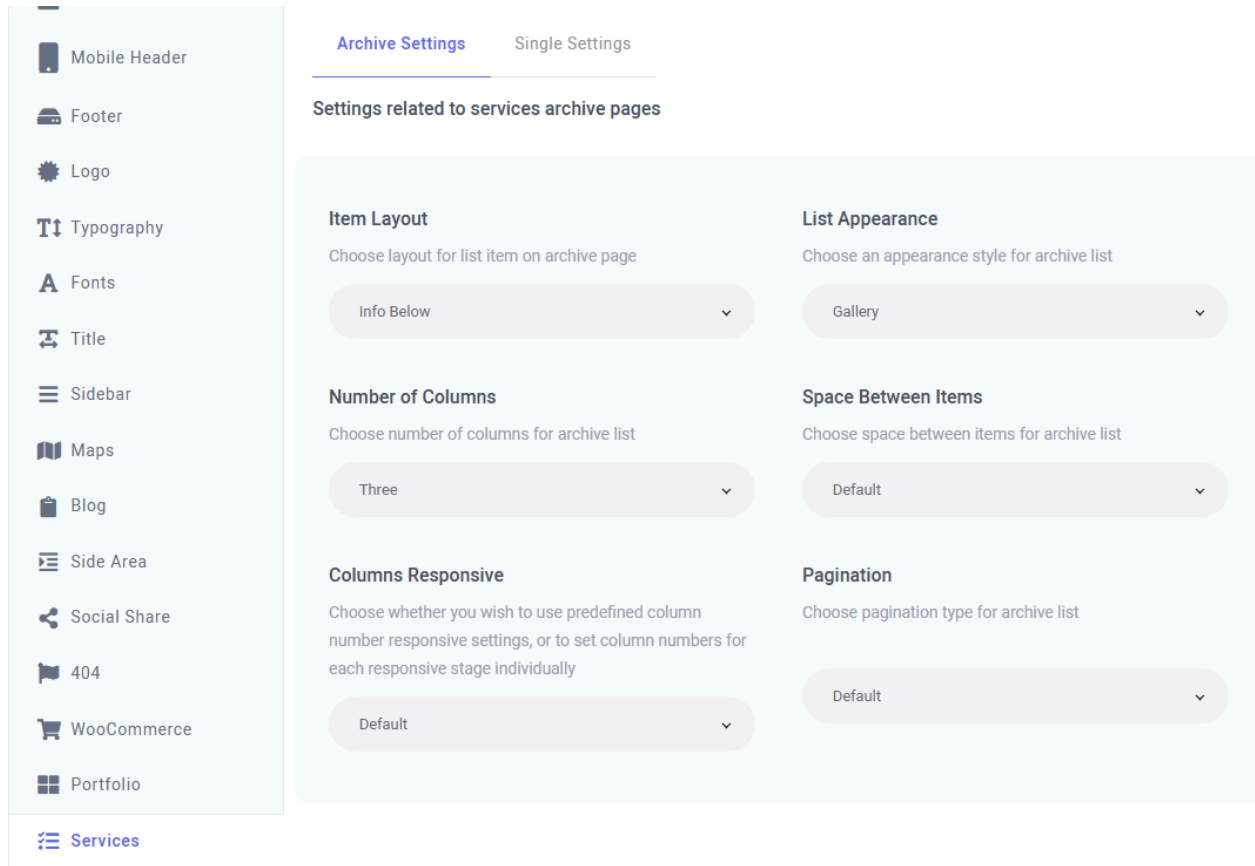 Mobile Header
Footer
Logo
Typography
Fonts
Title
Sidebar
Maps
Blog
Side Area
Social Share
404
WooCommerce
Portfolio
Services
Archive Settings
Single Settings
Settings related to services archive pages
Item Layout
Choose layout for list item on archive page
Info Below
List Appearance
Choose an appearance style for archive list
Gallery
Number of Columns
Choose number of columns for archive list
Three
Space Between Items
Choose space between items for archive list
Default
Columns Responsive
Choose whether you wish to use predefined column
number responsive settings, or to set column numbers for
each responsive stage individually
Default
Pagination
Choose pagination type for archive list
Default